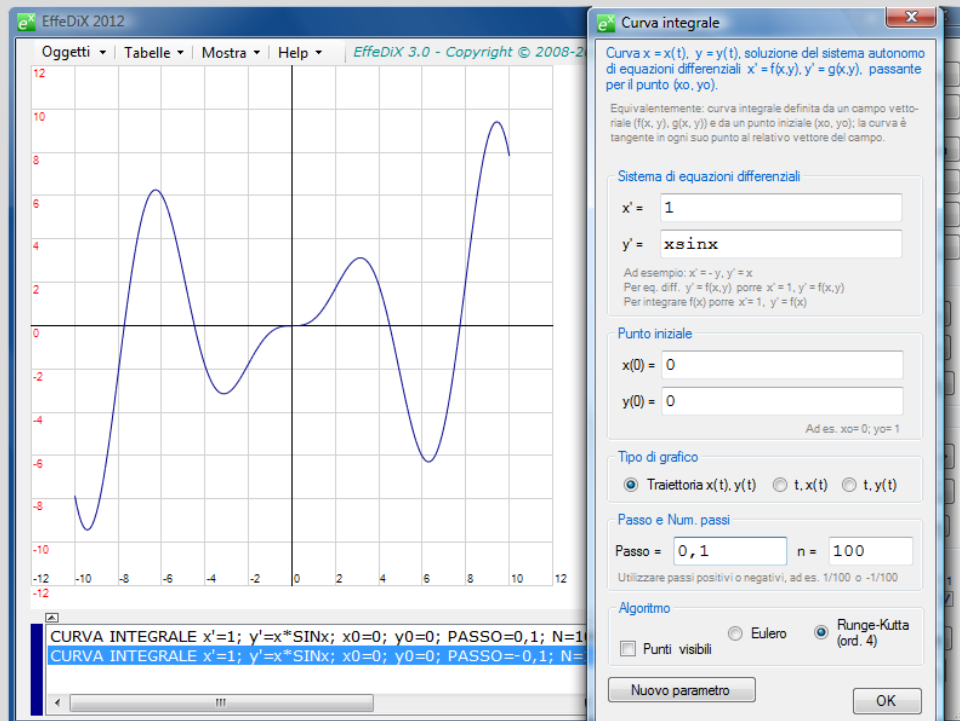 EffeDiX 2012
Oggetti Tabelle Mostra Help EffeDiX 3.0 - Copyright © 2008-2
12
10
8
6
4
2
0
-2
-4
-6
-8
-10
-12
-12 -10 -8 -6 -4 -2 0 2 4 6 8 10 12
CURVA INTEGRALE x'=1; y'=x*SINx; x0=0; y0=0; PASSO=0,1; N=10
CURVA INTEGRALE x'=1; y'=x*SINx; x0=0; y0=0; PASSO=-0,1; N=
Curva integrale
Curva x = x(t), y = y(t), soluzione del sistema autonomo
di equazioni differenziali x' = f(x,y), y' = g(x,y), passante
per il punto (xo, yo).
Equivalentemente: curva integrale definita da un campo vetto-
riale (f(x, y), g(x, y)) e da un punto iniziale (xo, yo); la curva è
tangente in ogni suo punto al relativo vettore del campo.
Sistema di equazioni differenziali
x' = 1
y' = xsinx
Ad esempio: x' = - y, y' = x
Per eq. diff. y' = f(x,y) porre x' = 1, y' = f(x,y)
Per integrare f(x) porre x'= 1, y' = f(x)
Punto iniziale
x(0) = 0
y(0) = 0
Ad es. xo= 0; yo= 1
Tipo di grafico
Traiettoria x(t), y(t) t, x(t) t, y(t)
Passo e Num. passi
Passo = 0,1 n = 100
Utilizzare passi positivi o negativi, ad es. 1/100 o -1/100
Algoritmo
Punti visibili Eulero Runge-Kutta
(ord. 4)
Nuovo parametro
OK